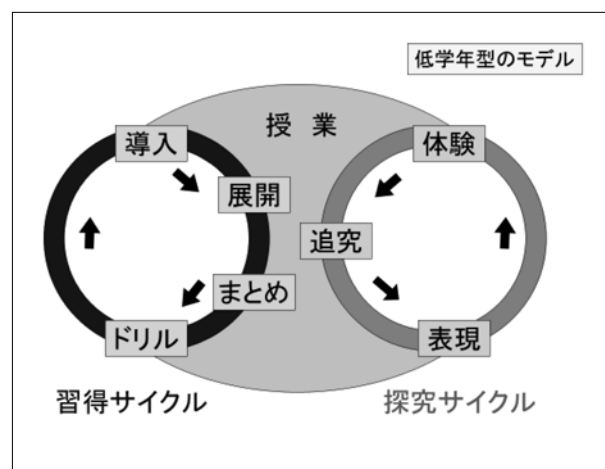 低学年型のモデル
授 業
導入
展開
まとめ
ドリル
体験
追究
表現
習得サイクル
探究サイクル